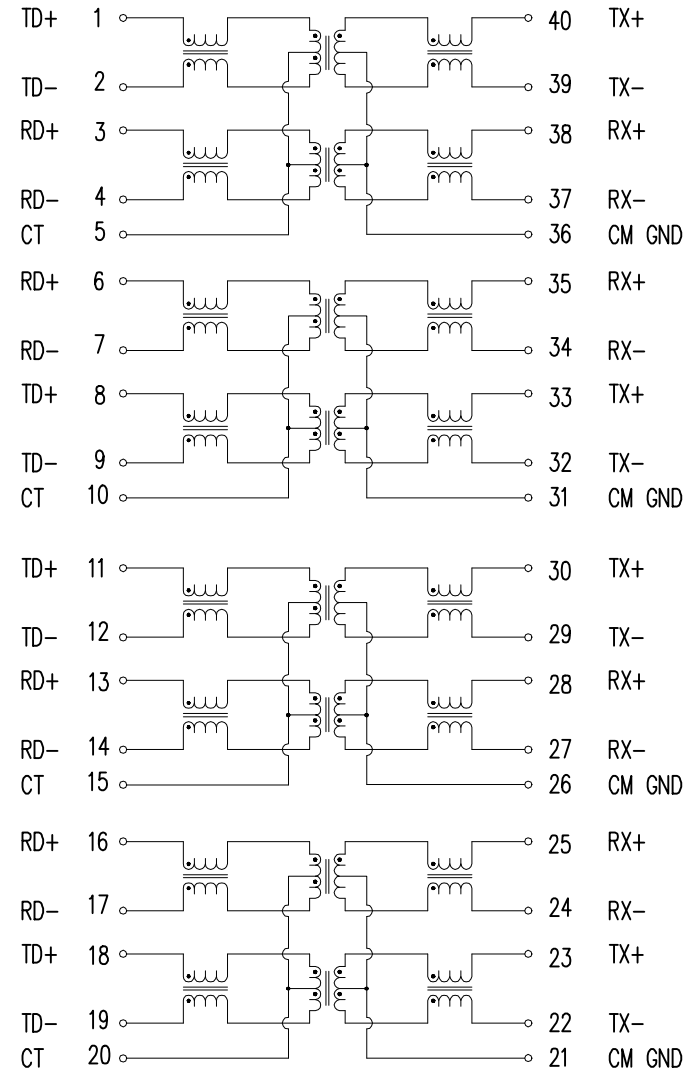 TD+ 1 40 TX+
TD− 2 39 TX−
RD+ 3 38 RX+
RD− 4 37 RX−
CT 5 36 CM GND
RD+ 6 35 RX+
RD− 7 34 RX−
TD+ 8 33 TX+
TD− 9 32 TX−
CT 10 31 CM GND
TD+ 11 30 TX+
TD− 12 29 TX−
RD+ 13 28 RX+
RD− 14 27 RX−
CT 15 26 CM GND
RD+ 16 25 RX+
RD− 17 24 RX−
TD+ 18 23 TX+
TD− 19 22 TX−
CT 20 21 CM GND